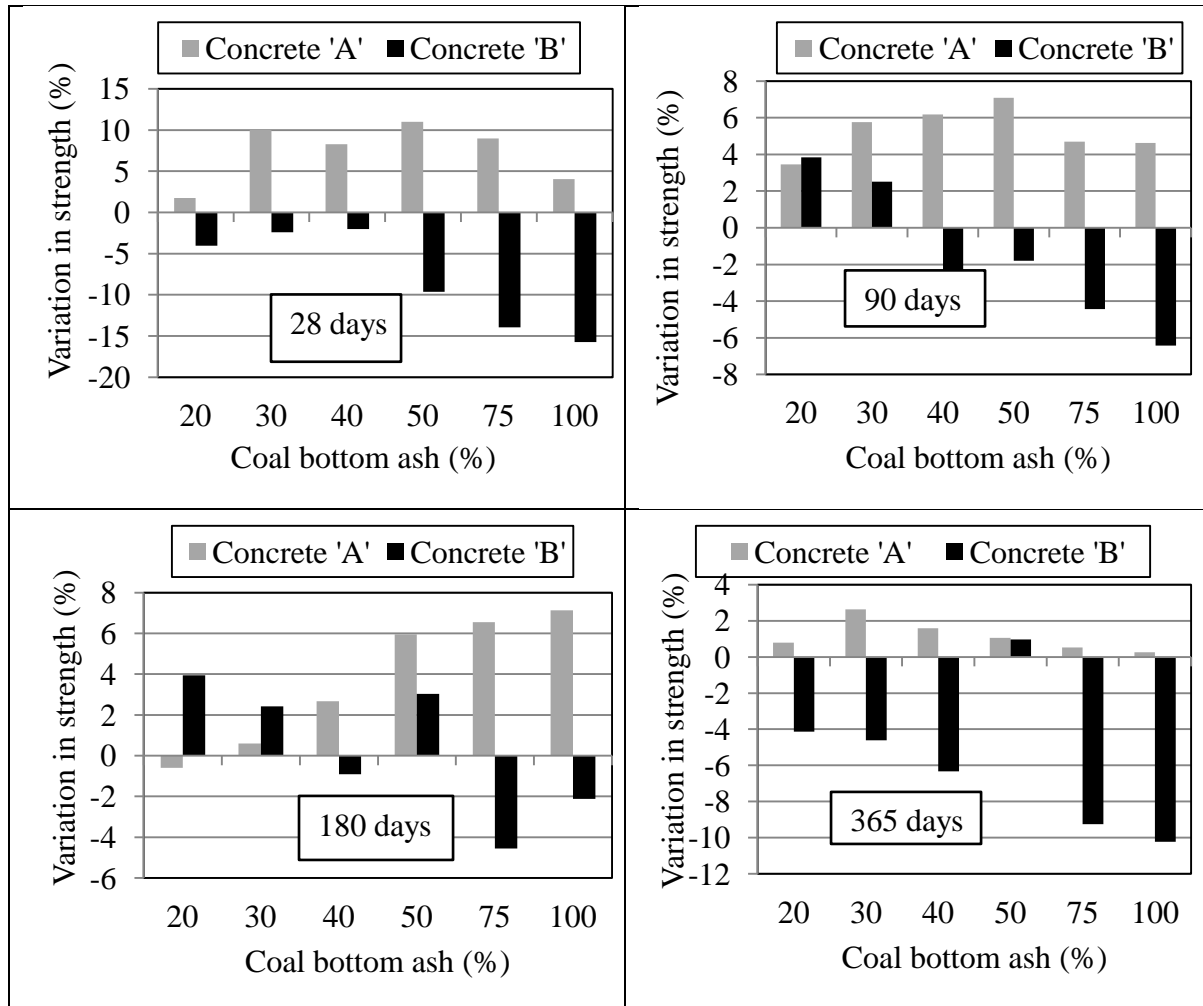 Concrete 'A' Concrete 'B'
Variation in strength (%)
15
10
5
0
-5
-10
-15
-20
28 days
20 30 40 50 75 100
Coal bottom ash (%)
Concrete 'A' Concrete 'B'
Variation in strength (%)
8
6
4
2
0
-2
-4
-6
-8
90 days
20 30 40 50 75 100
Coal bottom ash (%)
Concrete 'A' Concrete 'B'
Variation in strength (%)
8
6
4
2
0
-2
-4
-6
180 days
20 30 40 50 75 100
Coal bottom ash (%)
Concrete 'A' Concrete 'B'
Variation in strength (%)
4
2
0
-2
-4
-6
-8
-10
-12
365 days
20 30 40 50 75 100
Coal bottom ash (%)